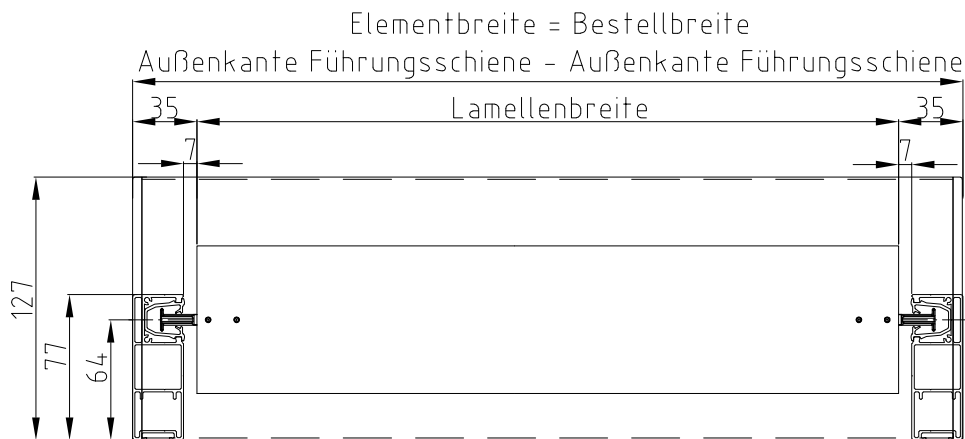 Elementbreite = Bestellbreite
Außenkante Führungsschiene - Außenkante Führungsschiene
35
Lamellenbreite
35
7
7
127
77
64